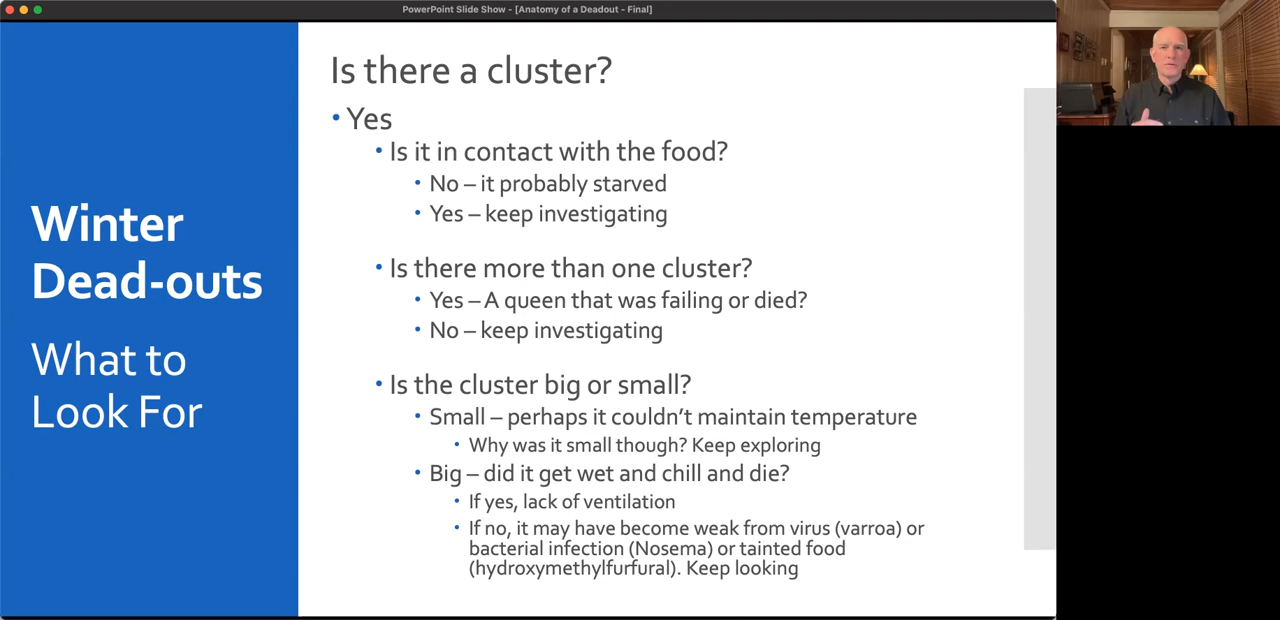 PowerPoint Slide Show - [Anatomy of a Deadout - Final]
Winter
Dead-outs
What to
Look For
Is there a cluster?
• Yes
• Is it in contact with the food?
• No – it probably starved
• Yes – keep investigating
• Is there more than one cluster?
• Yes – A queen that was failing or died?
• No – keep investigating
• Is the cluster big or small?
• Small – perhaps it couldn't maintain temperature
• Why was it small though? Keep exploring
• Big – did it get wet and chill and die?
• If yes, lack of ventilation
• If no, it may have become weak from virus (varroa) or
bacterial infection (Nosema) or tainted food
(hydroxymethylfurfural). Keep looking